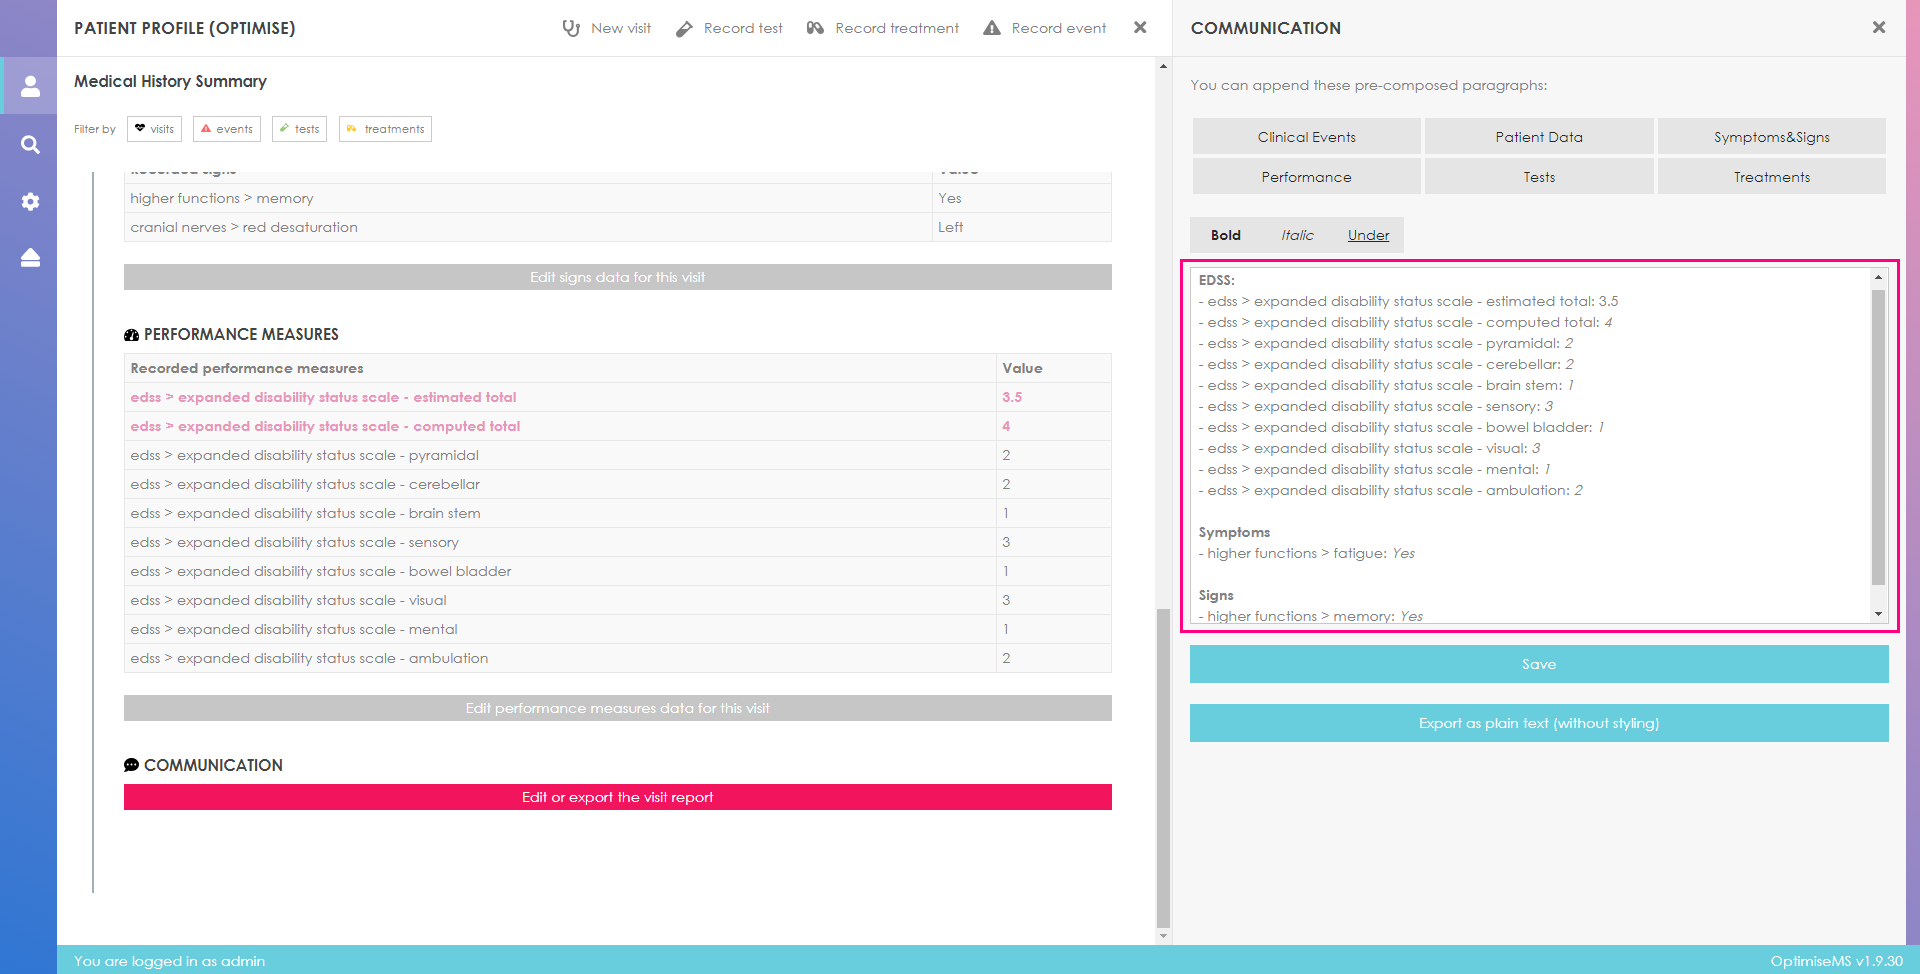 PATIENT PROFILE (OPTIMISE)
New visit
Record test
Record treatment
Record event
Medical History Summary
Filter by
visits
events
tests
treatments
Recorded signs Value
higher functions > memory Yes
cranial nerves > red desaturation Left
Edit signs data for this visit
PERFORMANCE MEASURES
Recorded performance measures Value
edss > expanded disability status scale - estimated total 3.5
edss > expanded disability status scale - computed total 4
edss > expanded disability status scale - pyramidal 2
edss > expanded disability status scale - cerebellar 2
edss > expanded disability status scale - brain stem 1
edss > expanded disability status scale - sensory 3
edss > expanded disability status scale - bowel bladder 1
edss > expanded disability status scale - visual 3
edss > expanded disability status scale - mental 1
edss > expanded disability status scale - ambulation 2
Edit performance measures data for this visit
COMMUNICATION
Edit or export the visit report
COMMUNICATION
You can append these pre-composed paragraphs:
Clinical Events Patient Data Symptoms&Signs
Performance Tests Treatments
Bold Italic Under
EDSS:
- edss > expanded disability status scale - estimated total: 3.5
- edss > expanded disability status scale - computed total: 4
- edss > expanded disability status scale - pyramidal: 2
- edss > expanded disability status scale - cerebellar: 2
- edss > expanded disability status scale - brain stem: 1
- edss > expanded disability status scale - sensory: 3
- edss > expanded disability status scale - bowel bladder: 1
- edss > expanded disability status scale - visual: 3
- edss > expanded disability status scale - mental: 1
- edss > expanded disability status scale - ambulation: 2
Symptoms
- higher functions > fatigue: Yes
Signs
- higher functions > memory: Yes
Save
Export as plain text (without styling)
You are logged in as admin
OptimiseMS v1.9.30